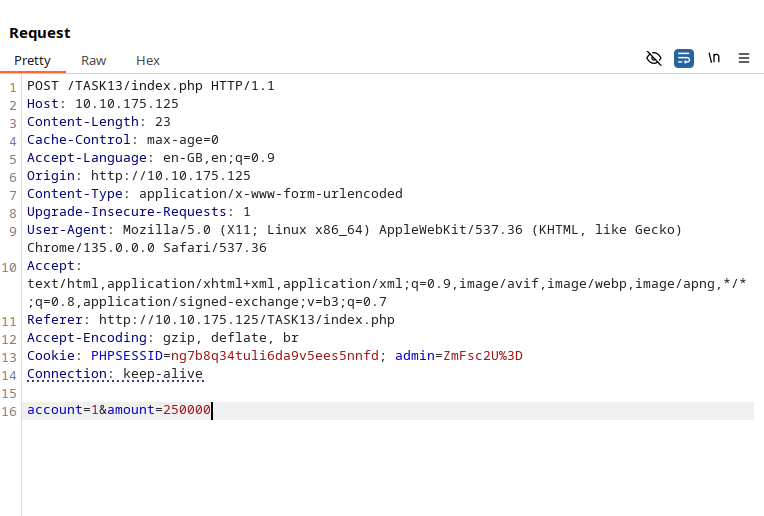 Request
Pretty Raw Hex \n
1 POST /TASK13/index.php HTTP/1.1
2 Host: 10.10.175.125
3 Content-Length: 23
4 Cache-Control: max-age=0
5 Accept-Language: en-GB,en;q=0.9
6 Origin: http://10.10.175.125
7 Content-Type: application/x-www-form-urlencoded
8 Upgrade-Insecure-Requests: 1
9 User-Agent: Mozilla/5.0 (X11; Linux x86_64) AppleWebKit/537.36 (KHTML, like Gecko)
Chrome/135.0.0.0 Safari/537.36
10 Accept:
text/html,application/xhtml+xml,application/xml;q=0.9,image/avif,image/webp,image/apng,*/*
;q=0.8,application/signed-exchange;v=b3;q=0.7
11 Referer: http://10.10.175.125/TASK13/index.php
12 Accept-Encoding: gzip, deflate, br
13 Cookie: PHPSESSID=ng7b8q34tuli6da9v5ees5nnfd; admin=ZmFsc2U%3D
14 Connection: keep-alive
15
16 account=1&amount=250000